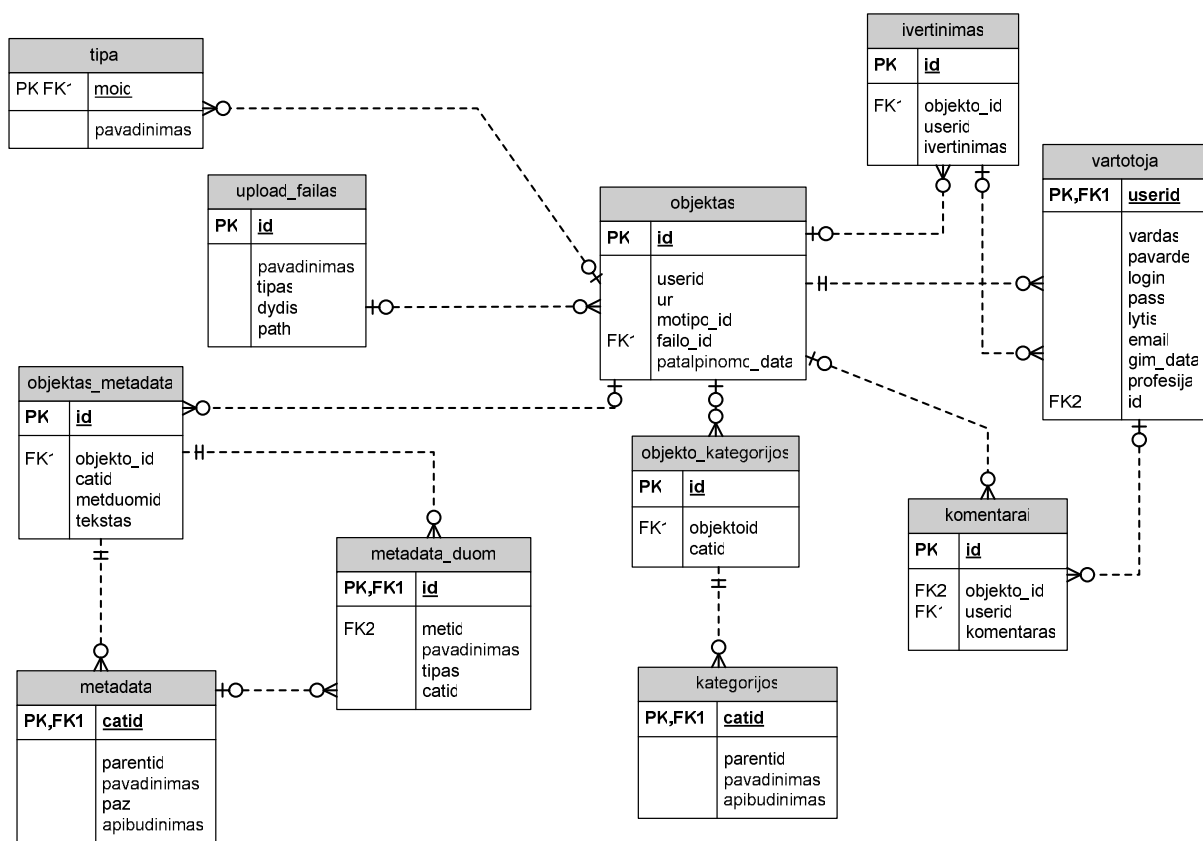 tipa
PK FK1 moid
pavadinimas
upload_failas
PK id
pavadinimas
tipas
dydis
path
objektas
PK id
userid
ur
motipo_id
FK1 failo_id
patalpinomo_data
ivertinimas
PK id
FK1 objekto_id
userid
ivertinimas
vartotoja
PK,FK1 userid
vardas
pavarde
login
pass
lytis
email
gim_data
profesija
FK2 id
objektas_metadata
PK id
FK1 objekto_id
catid
metduomid
tekstas
metadata_duom
PK,FK1 id
FK2 metid
pavadinimas
tipas
catid
objekto_kategorijos
PK id
FK1 objektoid
catid
komentarai
PK id
FK2 objekto_id
FK1 userid
komentaras
metadata
PK,FK1 catid
parentid
pavadinimas
paz
apibudinimas
kategorijos
PK,FK1 catid
parentid
pavadinimas
apibudinimas